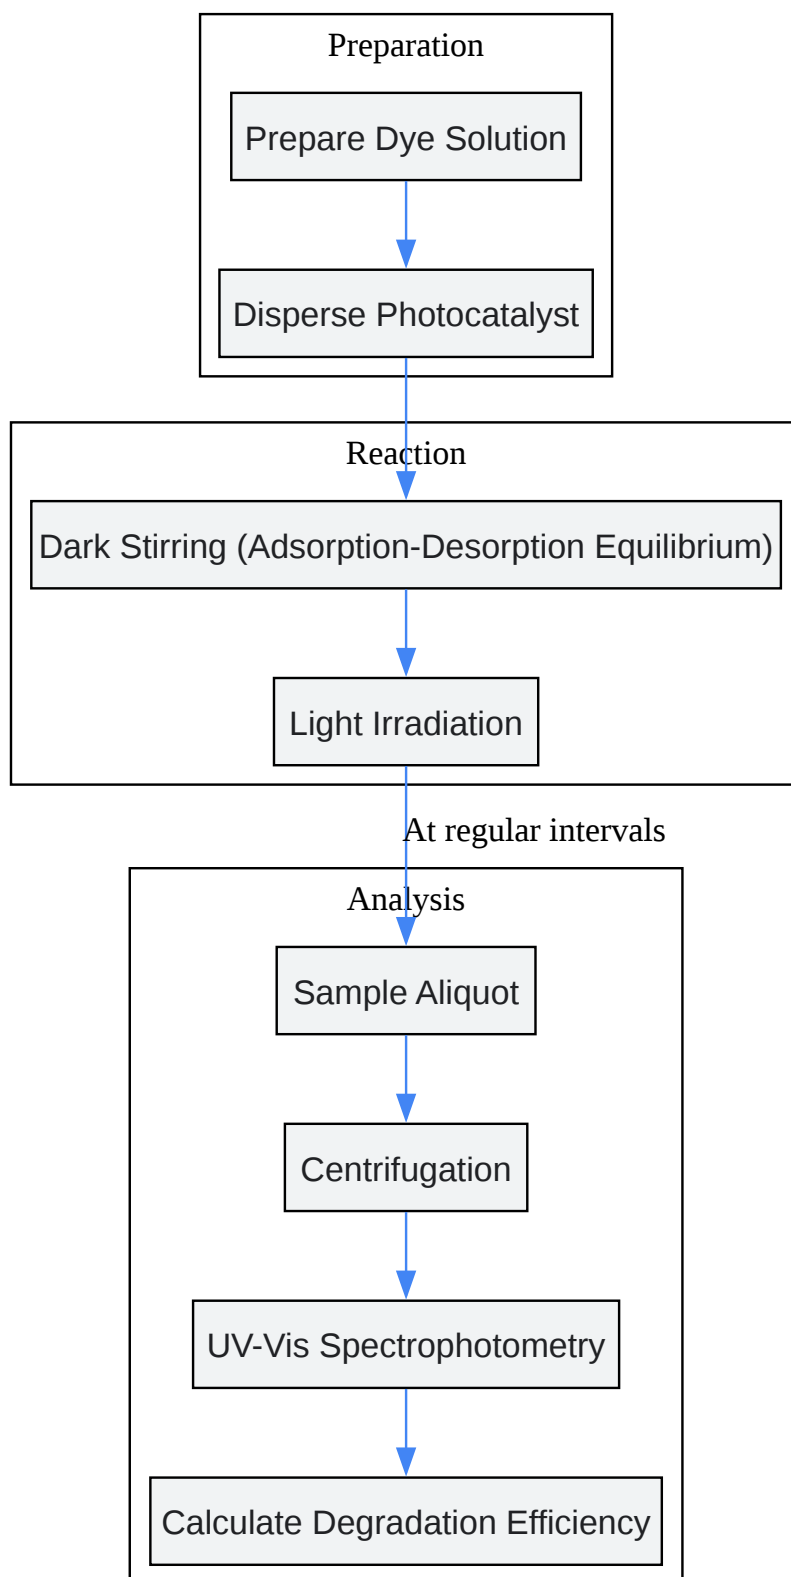 Preparation
Prepare Dye Solution
Disperse Photocatalyst
Reaction
Dark Stirring (Adsorption-Desorption Equilibrium)
Light Irradiation
At regular intervals
Analysis
Sample Aliquot
Centrifugation
UV-Vis Spectrophotometry
Calculate Degradation Efficiency